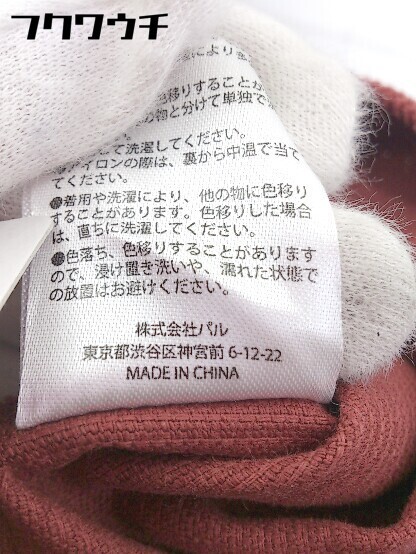 フクワウチ
により
色移りすることが
物と分けて単独で
して洗濯してください。
アイロンの際は、裏から中温で当て
てください。
●着用や洗濯により、他の物に色移り
することがあります。色移りした場合
は、直ちに洗濯してください。
●色落ち、色移りすることがあります
ので、浸け置き洗いや、濡れた状態で
の放置はお避けください。
株式会社パル
東京都渋谷区神宮前 6-12-22
MADE IN CHINA